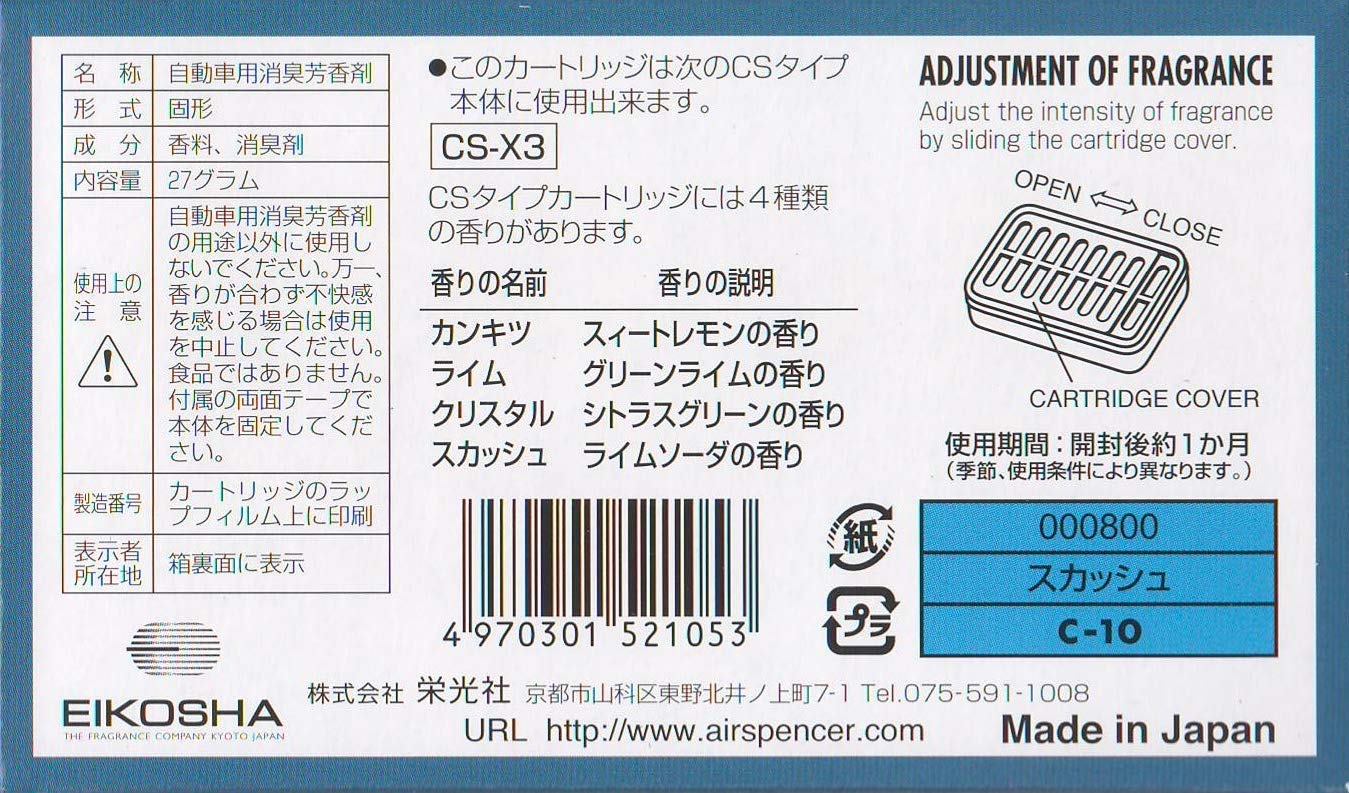 名 称 自動車用消臭芳香剤
形 式 固形
成 分 香料、消臭剤
内容量 27グラム
使用上の
注 意
自動車用消臭芳香剤
の用途以外に使用し
ないでください。万一、
香りが合わず不快感
を感じる場合は使用
を中止してください。
食品ではありません。
付属の両面テープで
本体を固定してくだ
さい。
製造番号
カートリッジのラッ
プフィルム上に印刷
表示者
所在地
箱裏面に表示
●このカートリッジは次のCSタイプ
本体に使用出来ます。
CS-X3
CSタイプカートリッジには4種類
の香りがあります。
香りの名前 香りの説明
カンキツ スィートレモンの香り
ライム グリーンライムの香り
クリスタル シトラスグリーンの香り
スカッシュ ライムソーダの香り
ADJUSTMENT OF FRAGRANCE
Adjust the intensity of fragrance
by sliding the cartridge cover.
OPEN ⇔ CLOSE
CARTRIDGE COVER
使用期間：開封後約1か月
（季節、使用条件により異なります。）
4 970301 521053
紙
プラ
000800
スカッシュ
C-10
EIKOSHA
THE FRAGRANCE COMPANY KYOTO JAPAN
株式会社 栄光社 京都市山科区東野北井ノ上町7-1 Tel.075-591-1008
URL http://www.airspencer.com
Made in Japan